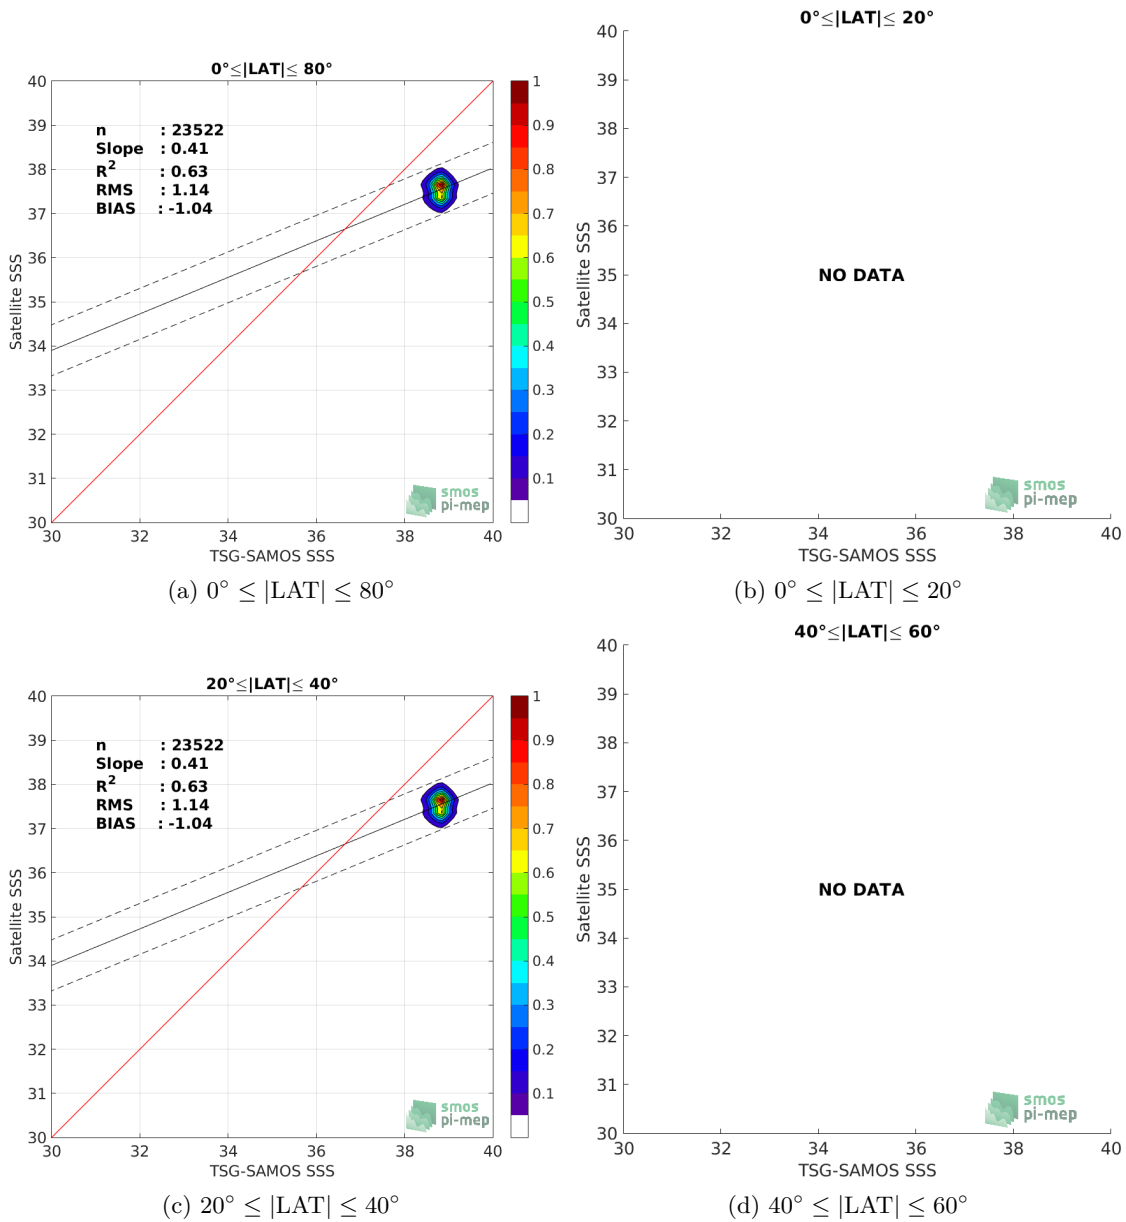 0°≤|LAT|≤ 80°
40
39
38
37
36
35
34
33
32
31
30
Satellite SSS
n : 23522
Slope : 0.41
R² : 0.63
RMS : 1.14
BIAS : -1.04
smos
pi-mep
30 32 34 36 38 40
TSG-SAMOS SSS
1
0.9
0.8
0.7
0.6
0.5
0.4
0.3
0.2
0.1
(a) 0° ≤ |LAT| ≤ 80°
0°≤|LAT|≤ 20°
40
39
38
37
36
35
34
33
32
31
30
Satellite SSS
NO DATA
smos
pi-mep
30 32 34 36 38 40
TSG-SAMOS SSS
(b) 0° ≤ |LAT| ≤ 20°
20°≤|LAT|≤ 40°
40
39
38
37
36
35
34
33
32
31
30
Satellite SSS
n : 23522
Slope : 0.41
R² : 0.63
RMS : 1.14
BIAS : -1.04
smos
pi-mep
30 32 34 36 38 40
TSG-SAMOS SSS
1
0.9
0.8
0.7
0.6
0.5
0.4
0.3
0.2
0.1
(c) 20° ≤ |LAT| ≤ 40°
40°≤|LAT|≤ 60°
40
39
38
37
36
35
34
33
32
31
30
Satellite SSS
NO DATA
smos
pi-mep
30 32 34 36 38 40
TSG-SAMOS SSS
(d) 40° ≤ |LAT| ≤ 60°